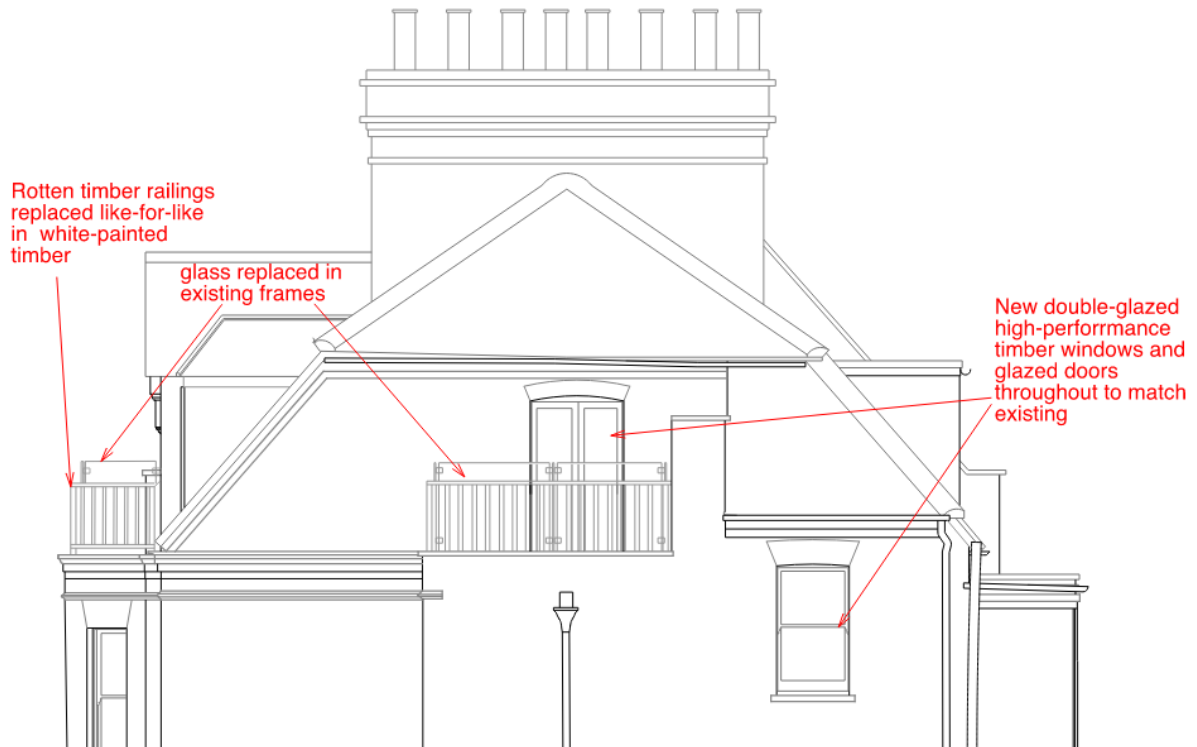 Rotten timber railings
replaced like-for-like
in  white-painted
timber
glass replaced in
existing frames
New double-glazed
high-perforrmance
timber windows and
glazed doors
throughout to match
existing